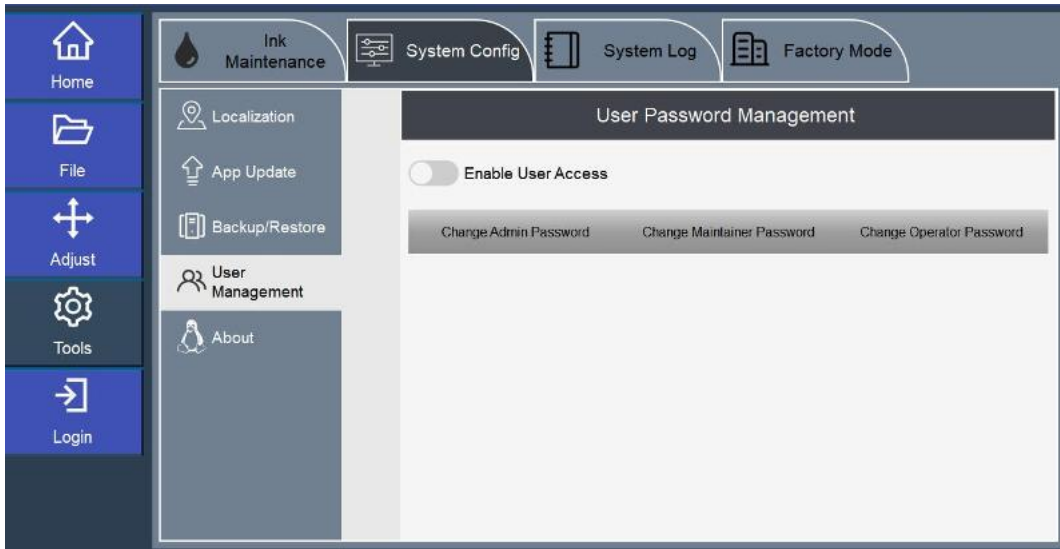 Home
File
Adjust
Tools
Login
Ink
Maintenance
System Config
System Log
Factory Mode
Localization
App Update
Backup/Restore
User
Management
About
User Password Management
Enable User Access
Change Admin Password Change Maintainer Password Change Operator Password